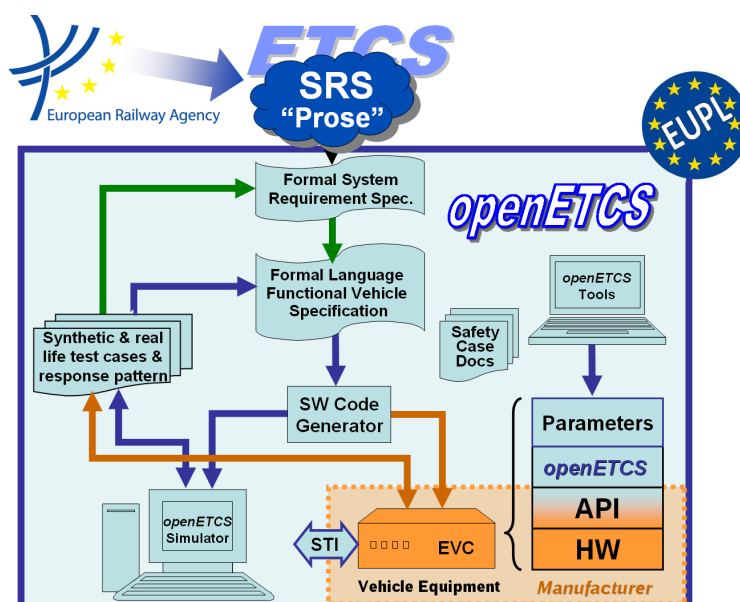 ETCS
SRS
“Prose”
European Railway Agency
EUPL
Formal System
Requirement Spec.
openETCS
Formal Language
Functional Vehicle
Specification
openETCS
Tools
Synthetic & real
life test cases &
response pattern
Safety
Case
Docs
SW Code
Generator
Parameters
openETCS
API
HW
openETCS
Simulator
STI
EVC
Vehicle Equipment
Manufacturer